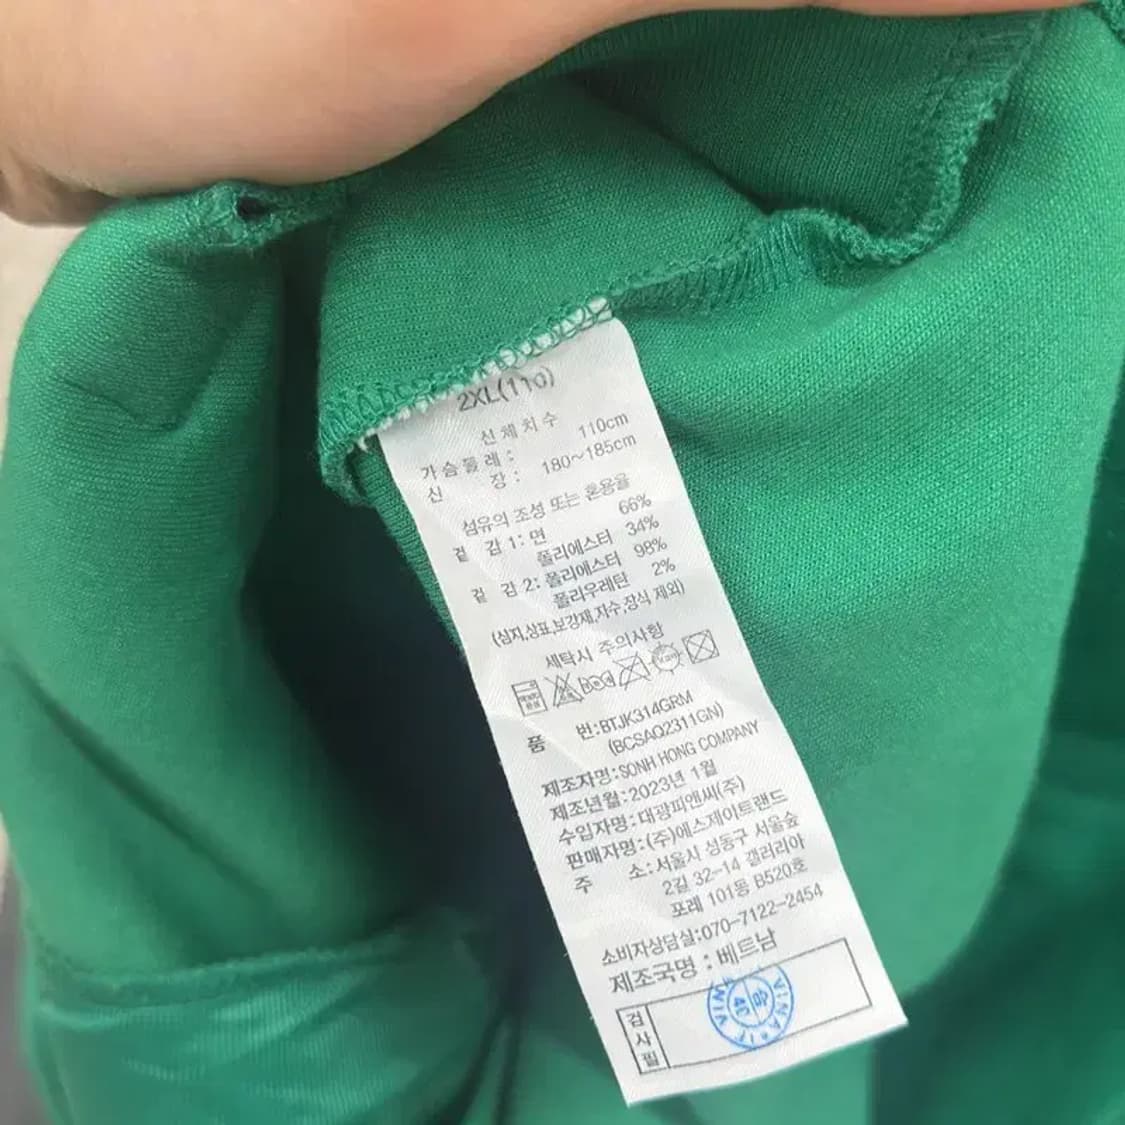 2XL(110)
신체치수
가슴둘레: 110cm
신 장: 180~185cm
섬유의 조성 또는 혼용율
겉 감1: 면 66%
폴리에스터 34%
겉 감2: 폴리에스터 98%
폴리우레탄 2%
(심지,상표,보강재,자수,장식 제외)
세탁시 주의사항
품 번:BTJK314GRM
(BCSAQ2311GN)
제조자명:SONH HONG COMPANY
제조년월:2023년 1월
수입자명:대광피앤씨(주)
판매자명:(주)에스제이트랜드
주 소:서울시 성동구 서울숲
2길 32-14 갤러리아
포레 101동 B520호
소비자상담실:070-7122-2454
제조국명:베트남
검사필